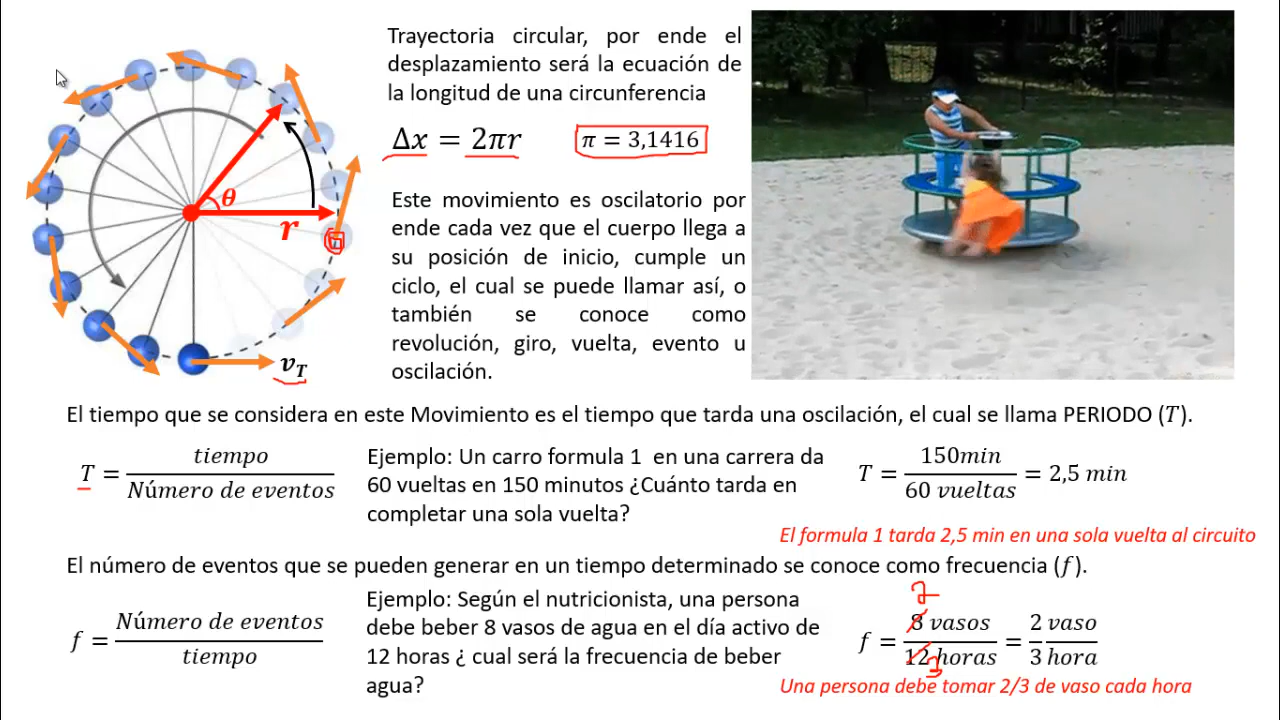 Trayectoria circular, por ende el
desplazamiento será la ecuación de
la longitud de una circunferencia
Δx = 2πr
π = 3,1416
θ
r
v_T
Este movimiento es oscilatorio por
ende cada vez que el cuerpo llega a
su posición de inicio, cumple un
ciclo, el cual se puede llamar así, o
también se conoce como
revolución, giro, vuelta, evento u
oscilación.
El tiempo que se considera en este Movimiento es el tiempo que tarda una oscilación, el cual se llama PERIODO (T).
T = tiempo / Número de eventos
Ejemplo: Un carro formula 1 en una carrera da
60 vueltas en 150 minutos ¿Cuánto tarda en
completar una sola vuelta?
T = 150min / 60 vueltas = 2,5 min
El formula 1 tarda 2,5 min en una sola vuelta al circuito
El número de eventos que se pueden generar en un tiempo determinado se conoce como frecuencia (f).
f = Número de eventos / tiempo
Ejemplo: Según el nutricionista, una persona
debe beber 8 vasos de agua en el día activo de
12 horas ¿ cual será la frecuencia de beber
agua?
2
f = 8 vasos / 12 horas = 2 vaso / 3 hora
3
Una persona debe tomar 2/3 de vaso cada hora